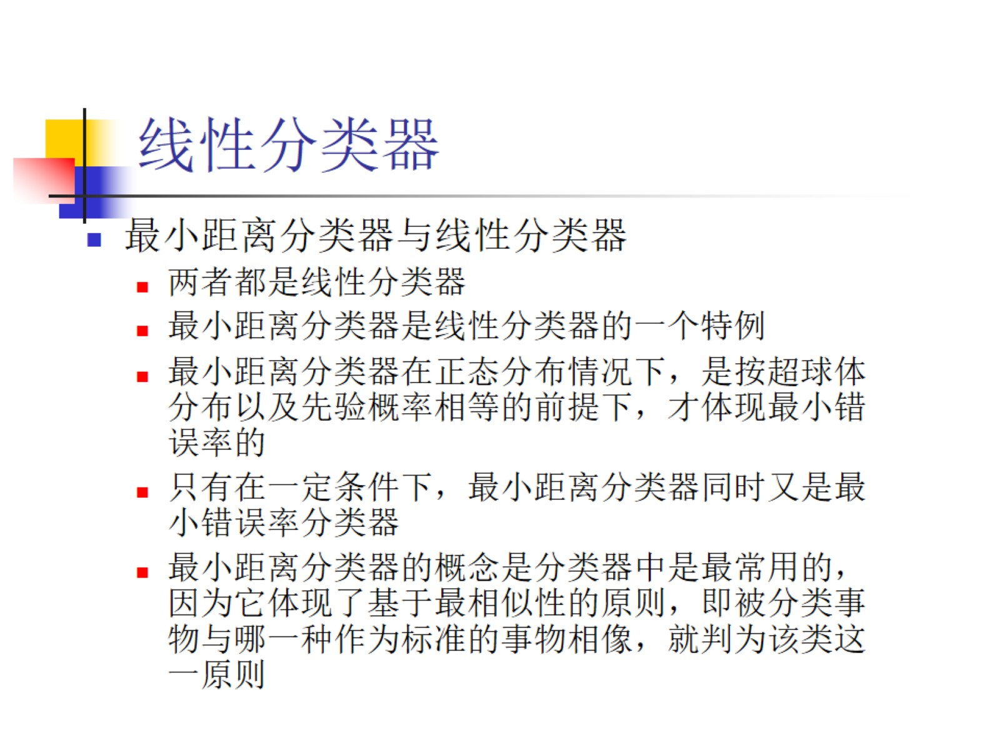 线性分类器
最小距离分类器与线性分类器
两者都是线性分类器
最小距离分类器是线性分类器的一个特例
最小距离分类器在正态分布情况下，是按超球体
分布以及先验概率相等的前提下，才体现最小错
误率的
只有在一定条件下，最小距离分类器同时又是最
小错误率分类器
最小距离分类器的概念是分类器中是最常用的，
因为它体现了基于最相似性的原则，即被分类事
物与哪一种作为标准的事物相像，就判为该类这
一原则